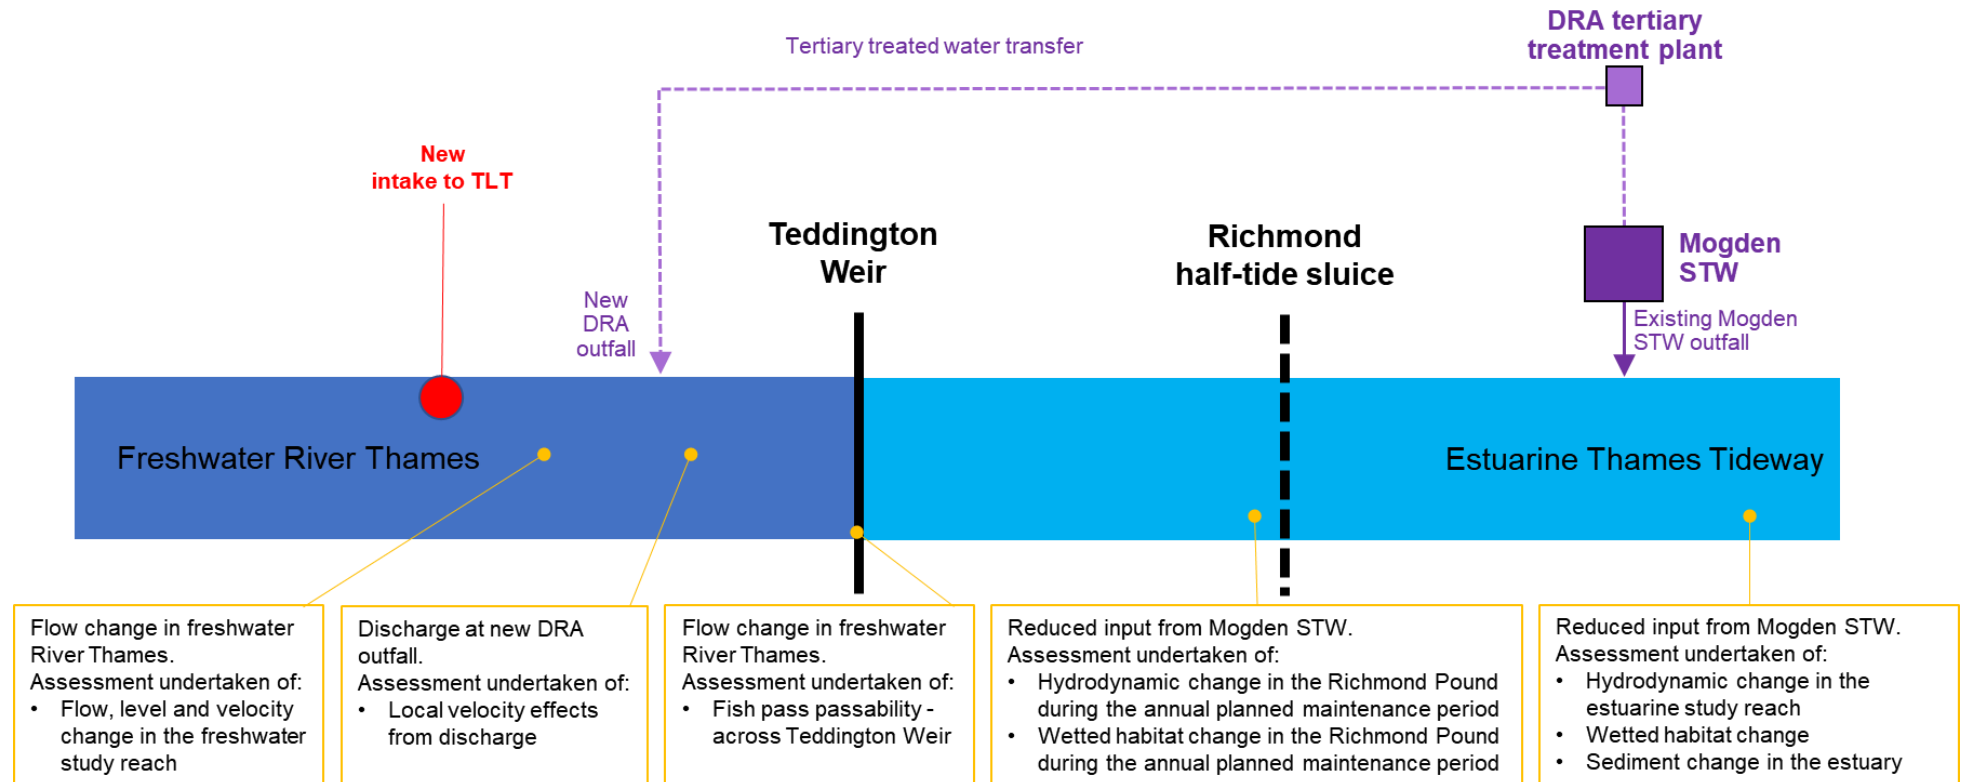 DRA tertiary
treatment plant
Tertiary treated water transfer
New
intake to TLT
Teddington
Weir
Richmond
half-tide sluice
Mogden
STW
New
DRA
outfall
Existing Mogden
STW outfall
Freshwater River Thames
Estuarine Thames Tideway
Flow change in freshwater
River Thames.
Assessment undertaken of:
• Flow, level and velocity
change in the freshwater
study reach
Discharge at new DRA
outfall.
Assessment undertaken of:
• Local velocity effects
from discharge
Flow change in freshwater
River Thames.
Assessment undertaken of:
• Fish pass passability -
across Teddington Weir
Reduced input from Mogden STW.
Assessment undertaken of:
• Hydrodynamic change in the Richmond Pound
during the annual planned maintenance period
• Wetted habitat change in the Richmond Pound
during the annual planned maintenance period
Reduced input from Mogden STW.
Assessment undertaken of:
• Hydrodynamic change in the
estuarine study reach
• Wetted habitat change
• Sediment change in the estuary